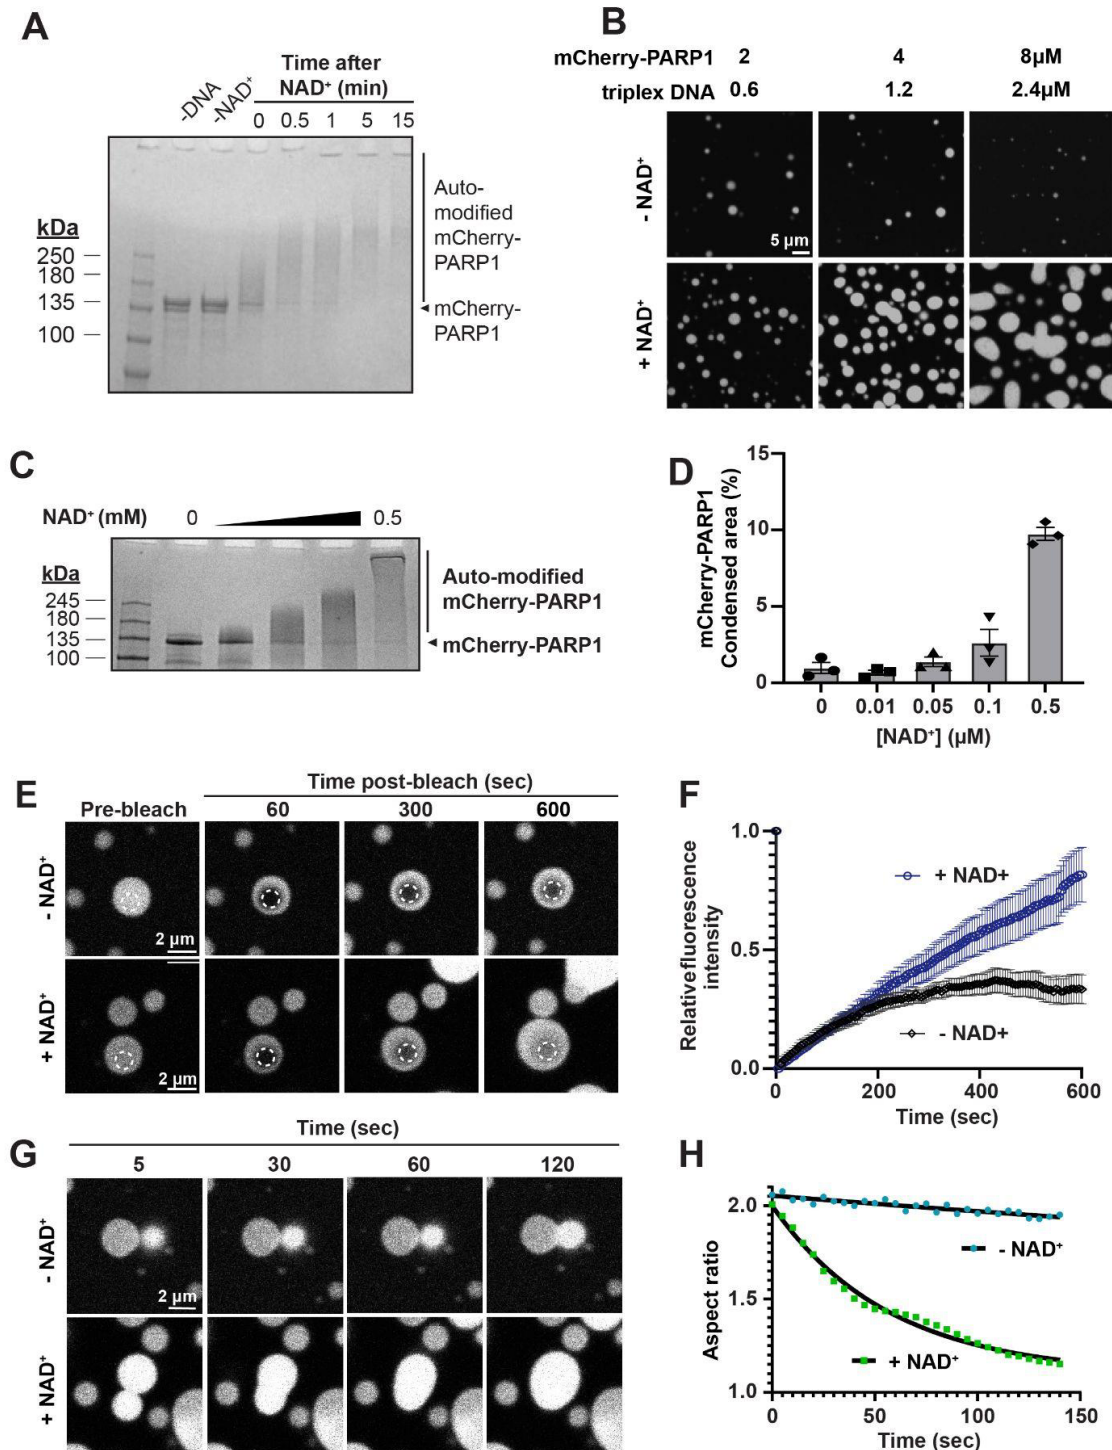 A
Time after
NAD⁺ (min)
-DNA
-NAD⁺
0 0.5 1 5 15
kDa
250
180
135
100
Auto-
modified
mCherry-
PARP1
mCherry-
PARP1
B
mCherry-PARP1 2 4 8μM
triplex DNA 0.6 1.2 2.4μM
- NAD⁺
5 μm
+ NAD⁺
C
NAD⁺ (mM) 0 0.5
kDa
245
180
135
100
Auto-modified
mCherry-PARP1
mCherry-PARP1
D
mCherry-PARP1
Condensed area (%)
15
10
5
0
0 0.01 0.05 0.1 0.5
[NAD⁺] (μM)
E
Time post-bleach (sec)
Pre-bleach 60 300 600
- NAD⁺
2 μm
+ NAD⁺
2 μm
F
Relative fluorescence
intensity
1.0
0.5
0.0
+ NAD+
- NAD+
0 200 400 600
Time (sec)
G
Time (sec)
5 30 60 120
- NAD⁺
2 μm
+ NAD⁺
H
Aspect ratio
2.0
1.5
1.0
- NAD⁺
+ NAD⁺
0 50 100 150
Time (sec)